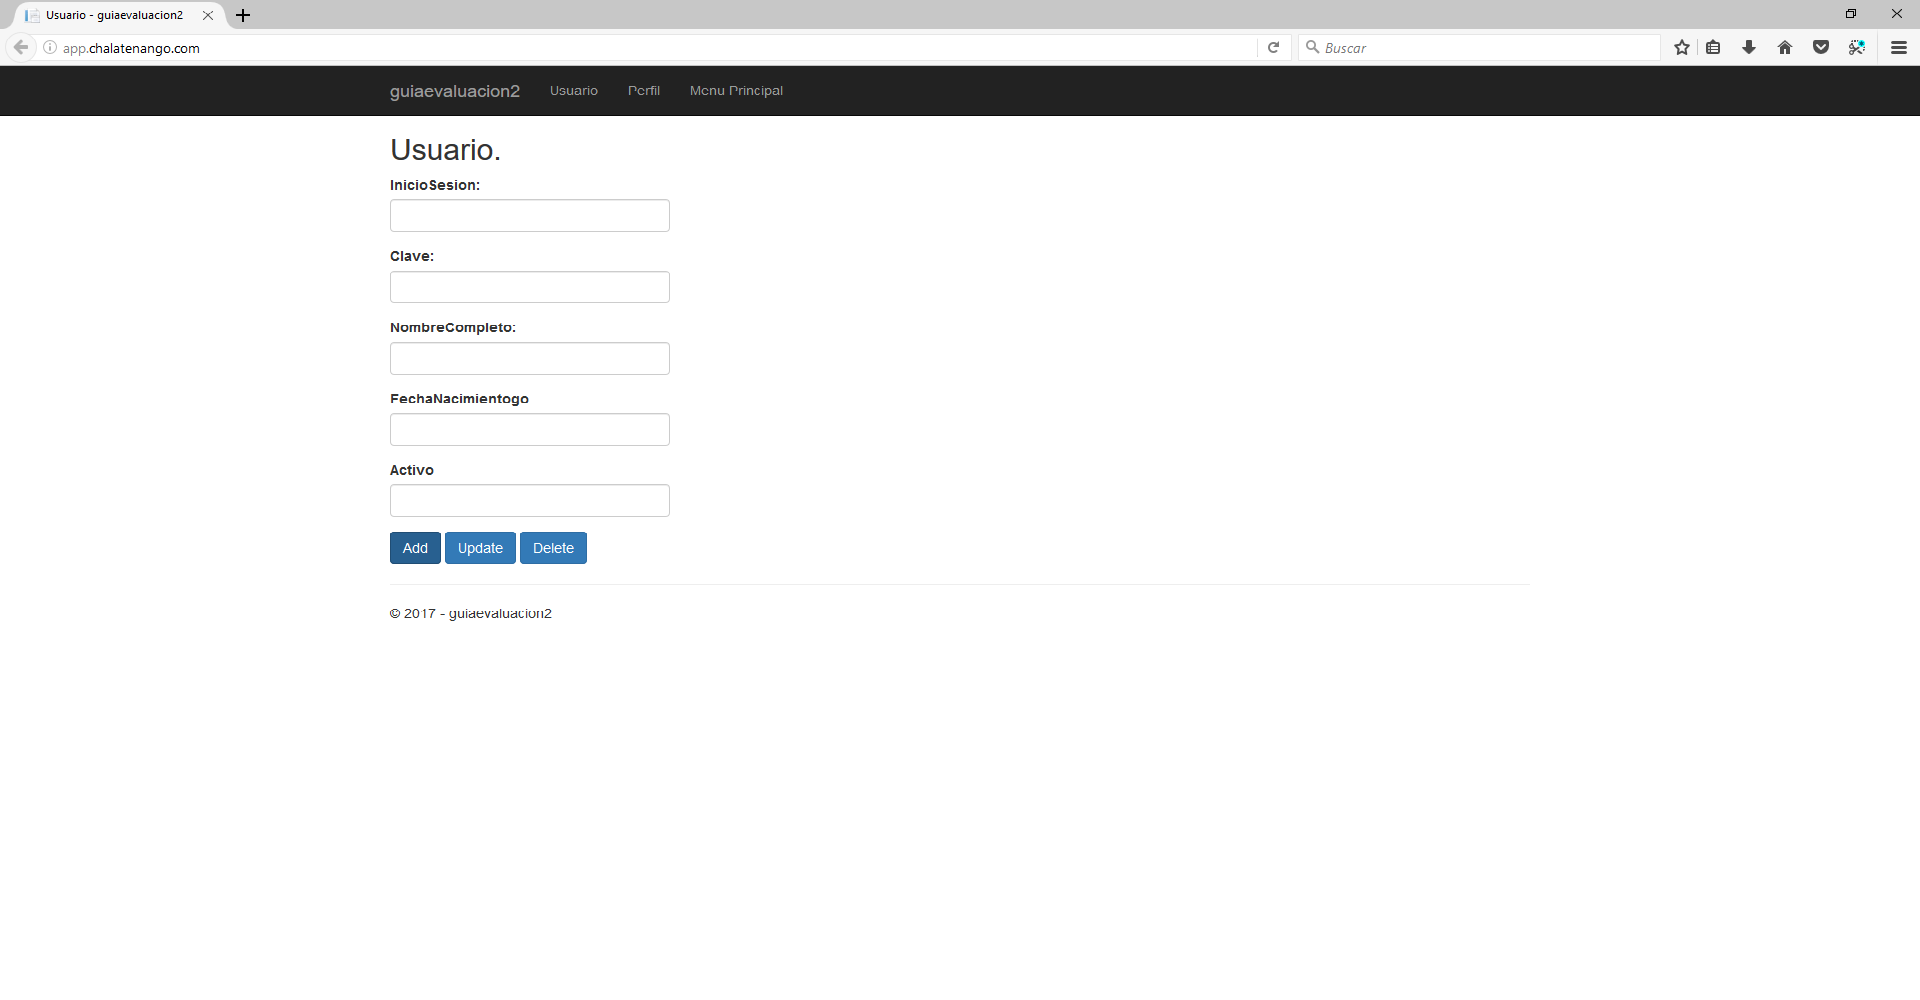 Usuario - guiaevaluacion2
app.chalatenango.com
Buscar
guiaevaluacion2 Usuario Perfil Menu Principal
Usuario.
InicioSesion:
Clave:
NombreCompleto:
FechaNacimientogo
Activo
Add Update Delete
© 2017 - guiaevaluacion2